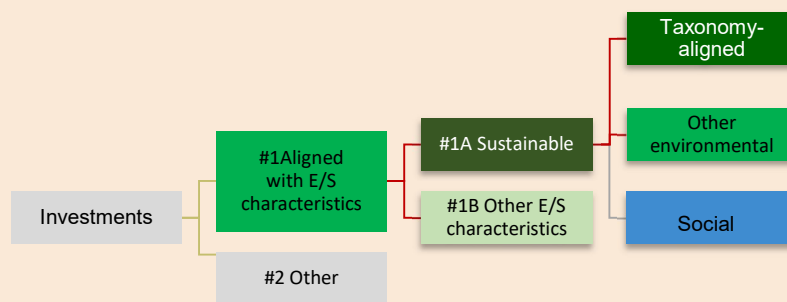 Taxonomy-
aligned
#1Aligned
with E/S
characteristics
#1A Sustainable
Other
environmental
Investments
#1B Other E/S
characteristics
Social
#2 Other